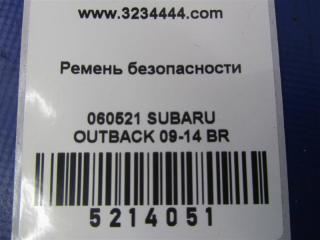 www.3234444.com
Ремень безопасности
060521 SUBARU
OUTBACK 09-14 BR
5214051